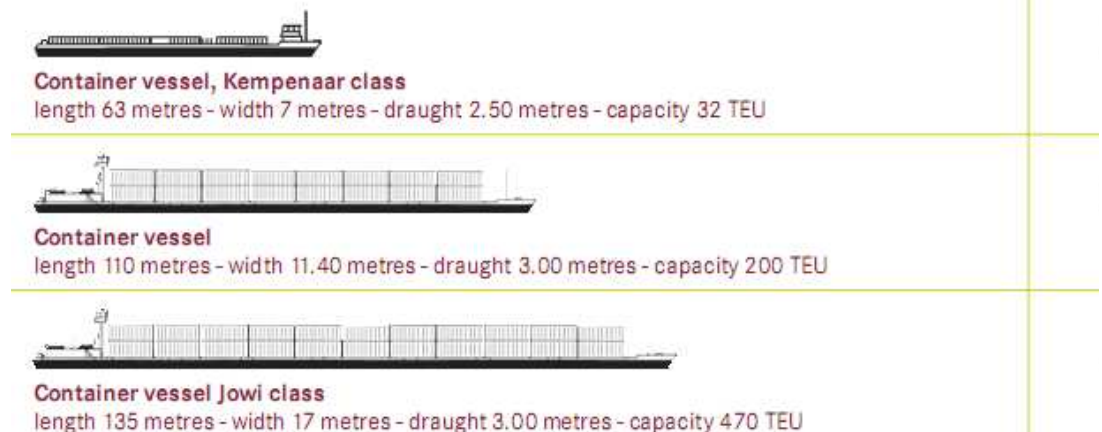 Container vessel, Kempenaar class
length 63 metres - width 7 metres - draught 2.50 metres - capacity 32 TEU
Container vessel
length 110 metres - width 11.40 metres - draught 3.00 metres - capacity 200 TEU
Container vessel Jowi class
length 135 metres - width 17 metres - draught 3.00 metres - capacity 470 TEU